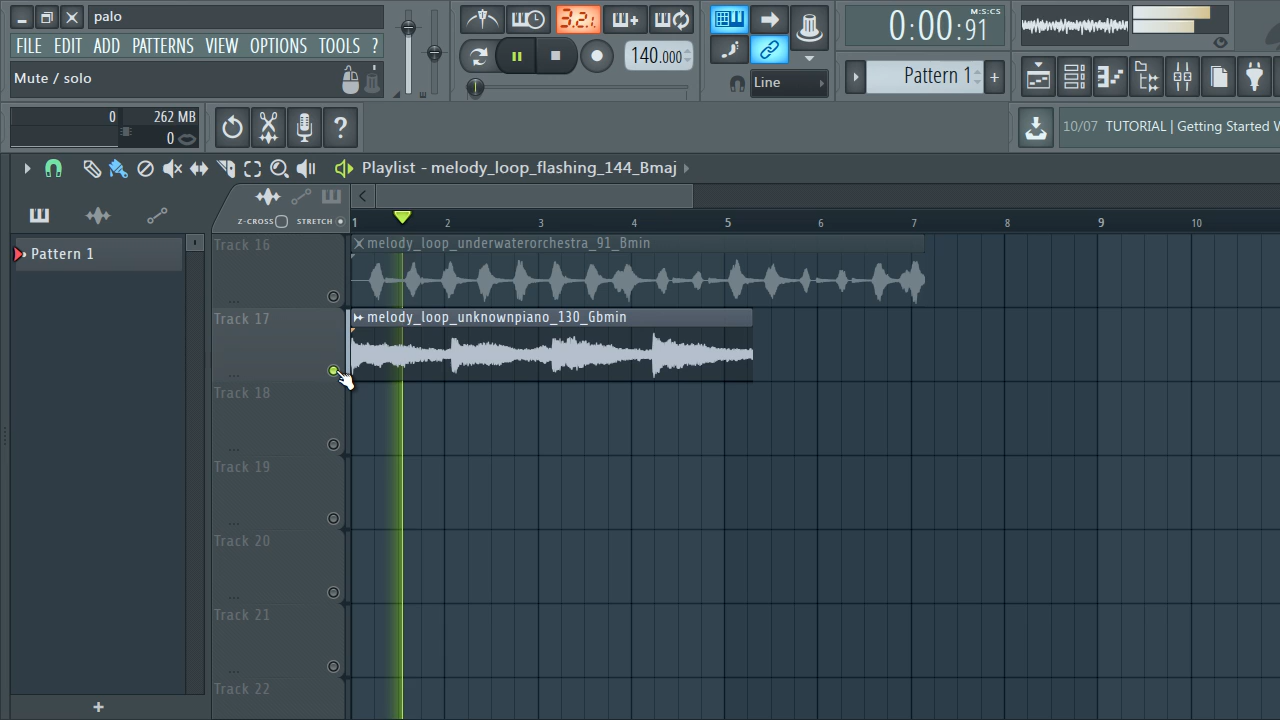 palo
FILE EDIT ADD PATTERNS VIEW OPTIONS TOOLS ?
Mute / solo
3.2.
140.000
Line
0:00:91
M:S:CS
Pattern 1
+
0
262 MB
0
?
10/07 TUTORIAL | Getting Started W
Playlist - melody_loop_flashing_144_Bmaj
Z-CROSS STRETCH
1 2 3 4 5 6 7 8 9 10
Pattern 1
Track 16
melody_loop_underwaterorchestra_91_Bmin
...
Track 17
melody_loop_unknownpiano_130_Gbmin
...
Track 18
...
Track 19
...
Track 20
...
Track 21
...
Track 22
+